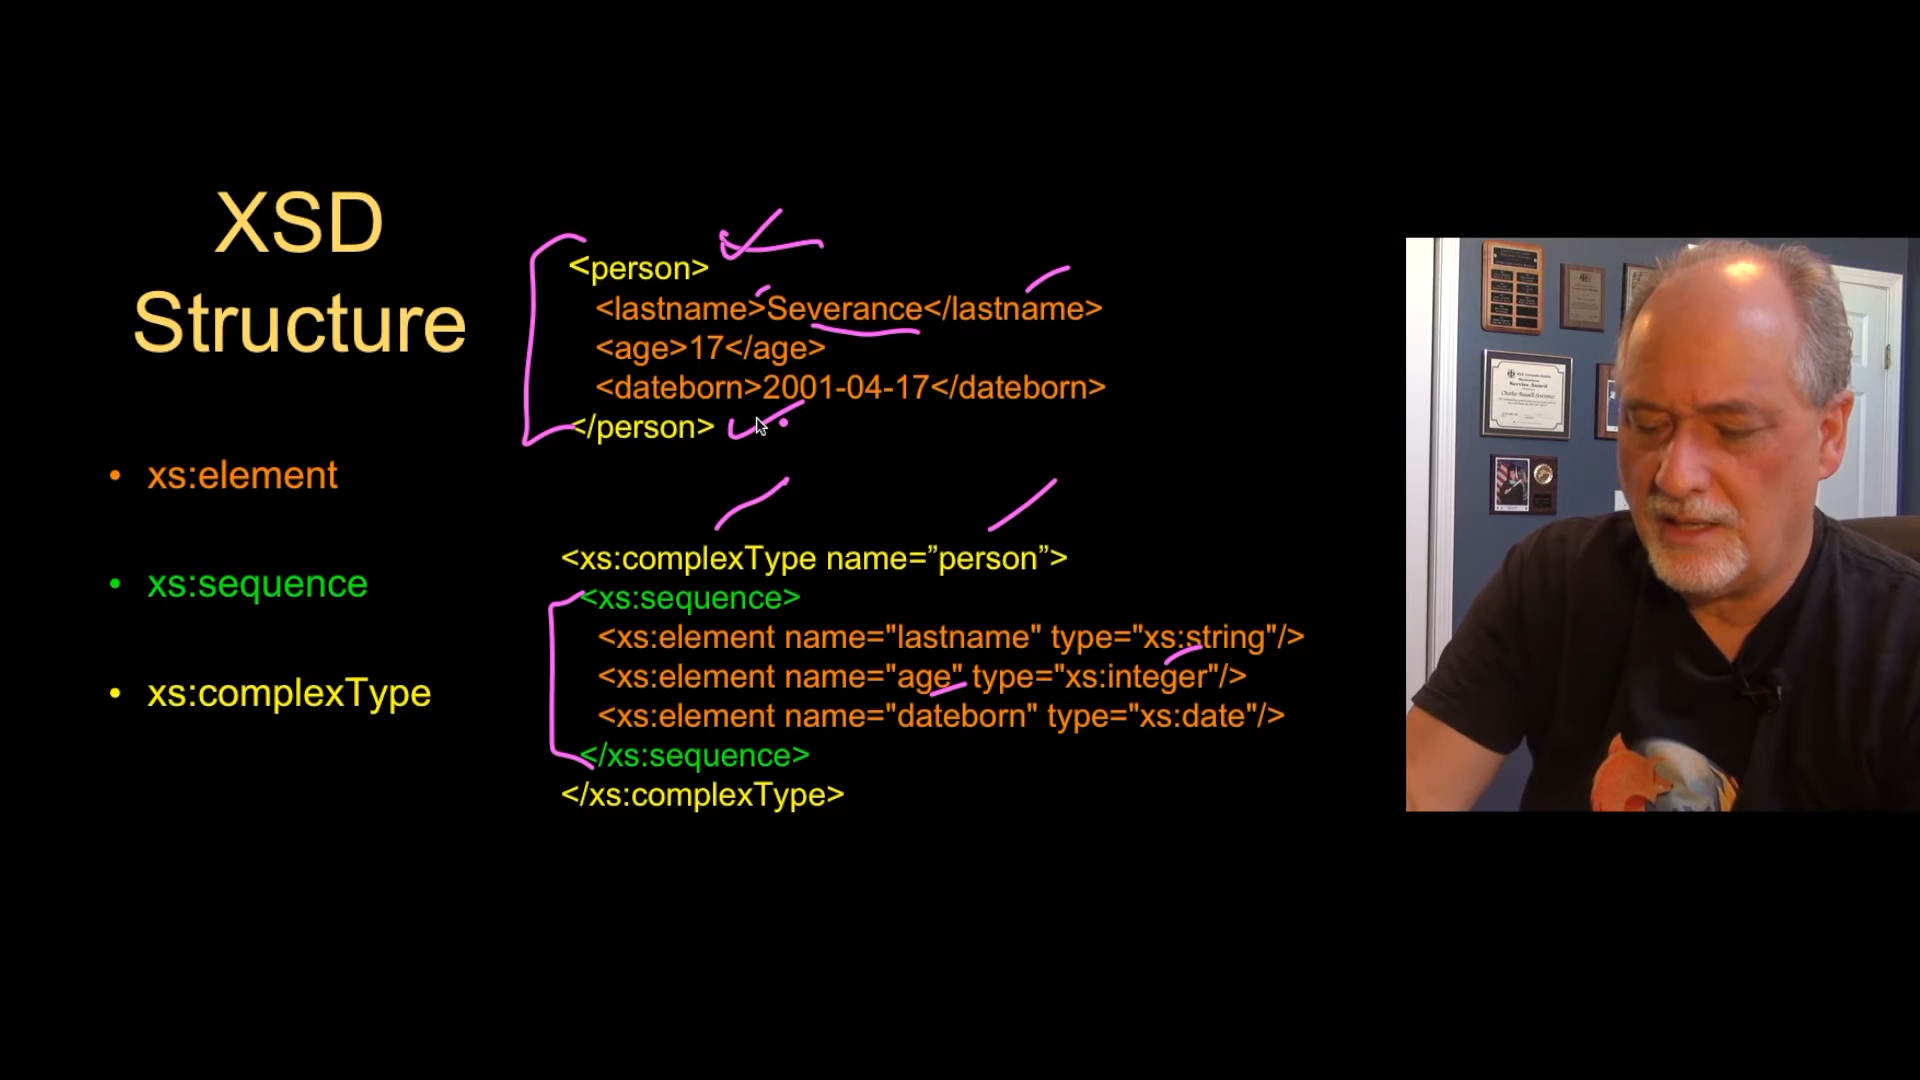 XSD
Structure
• xs:element
• xs:sequence
• xs:complexType
<person>
<lastname>Severance</lastname>
<age>17</age>
<dateborn>2001-04-17</dateborn>
</person>
<xs:complexType name=”person”>
<xs:sequence>
<xs:element name="lastname" type="xs:string"/>
<xs:element name="age" type="xs:integer"/>
<xs:element name="dateborn" type="xs:date"/>
</xs:sequence>
</xs:complexType>
Service Award